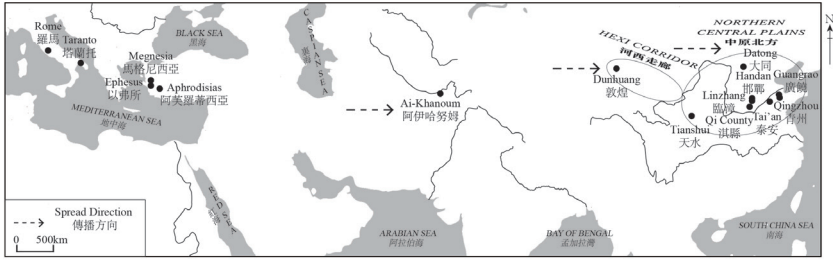 Rome
羅馬
Taranto
塔蘭托
BLACK SEA
黑海
Megnesia
馬格尼西亞
Ephesus
以弗所
Aphrodisias
阿芙羅蒂西亞
MEDITERRANEAN SEA
地中海
CASPIAN SEA
裏海
Ai-Khanoum
阿伊哈努姆
HEXI CORRIDOR
河西走廊
Dunhuang
敦煌
NORTHERN
CENTRAL PLAINS
中原北方
Datong
大同
Handan
邯鄲
Guangrao
廣饒
Linzhang
臨漳
Qingzhou
青州
Qi County
淇縣
Tai'an
泰安
Tianshui
天水
RED SEA
紅海
ARABIAN SEA
阿拉伯海
BAY OF BENGAL
孟加拉灣
SOUTH CHINA SEA
南海
Spread Direction
傳播方向
0 500km
N